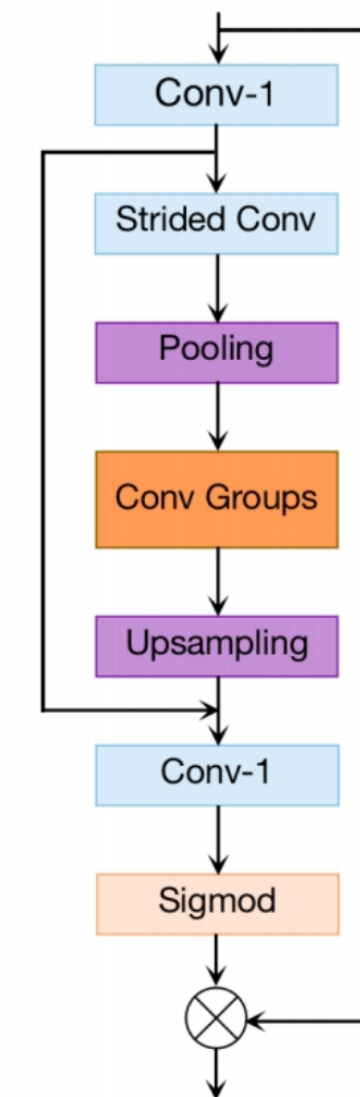 Conv-1
Strided Conv
Pooling
Conv Groups
Upsampling
Conv-1
Sigmod